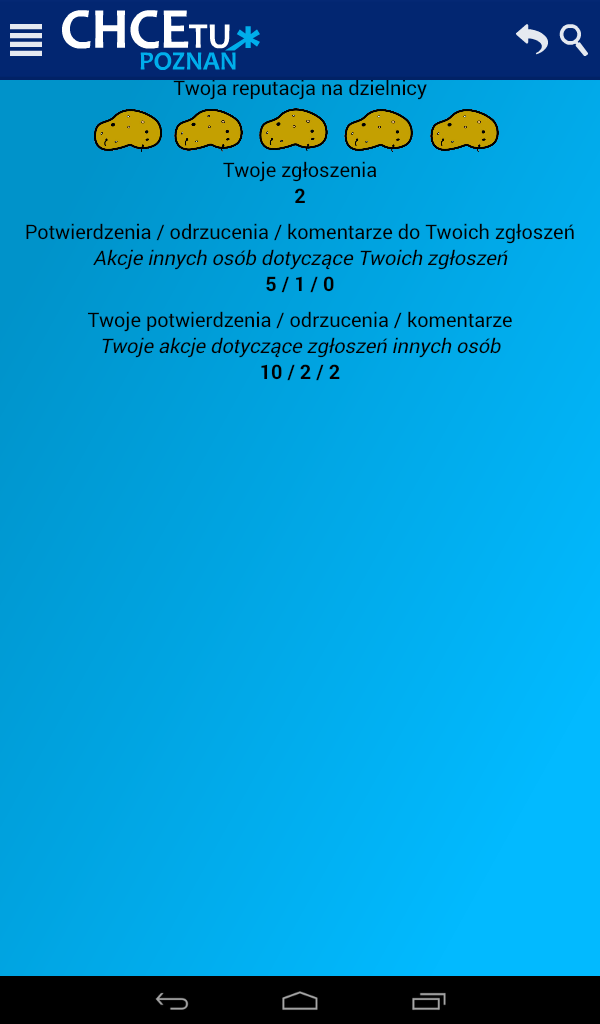 CHCETU
POZNAŃ
Twoja reputacja na dzielnicy
Twoje zgłoszenia
2
Potwierdzenia / odrzucenia / komentarze do Twoich zgłoszeń
Akcje innych osób dotyczące Twoich zgłoszeń
5 / 1 / 0
Twoje potwierdzenia / odrzucenia / komentarze
Twoje akcje dotyczące zgłoszeń innych osób
10 / 2 / 2